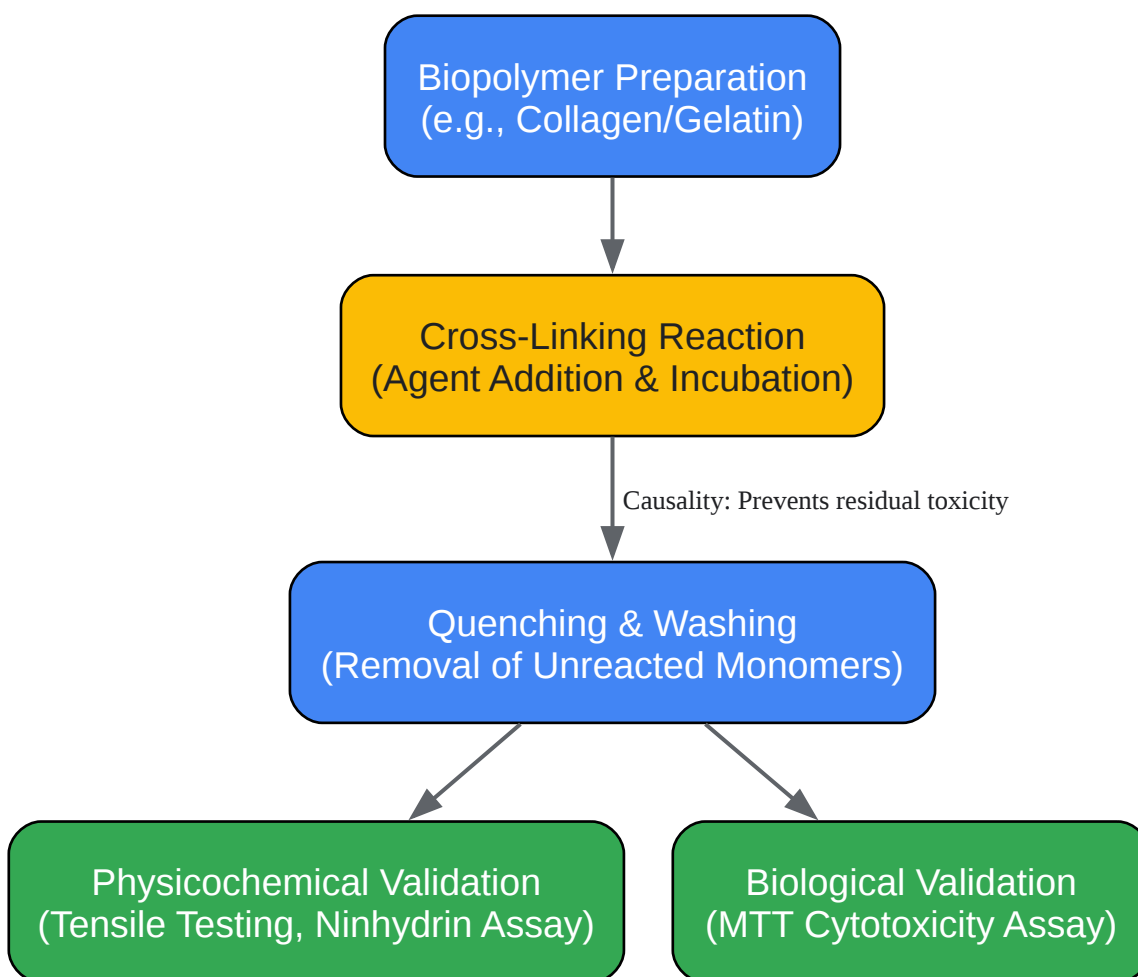 Biopolymer Preparation
(e.g., Collagen/Gelatin)
Cross-Linking Reaction
(Agent Addition & Incubation)
Causality: Prevents residual toxicity
Quenching & Washing
(Removal of Unreacted Monomers)
Physicochemical Validation
(Tensile Testing, Ninhydrin Assay)
Biological Validation
(MTT Cytotoxicity Assay)